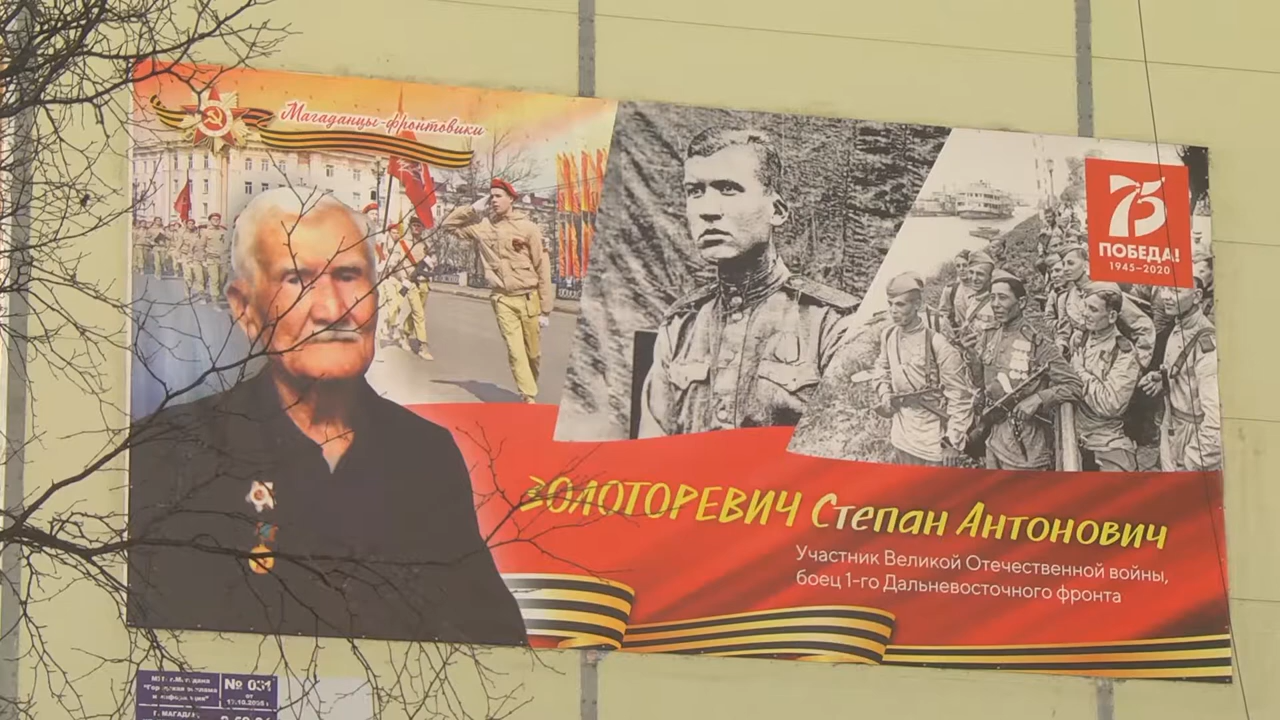 Магаданцы-фронтовики
75
ПОБЕДА!
1945–2020
ЗОЛОТОРЕВИЧ Степан Антонович
Участник Великой Отечественной войны,
боец 1-го Дальневосточного фронта
№ 031
от